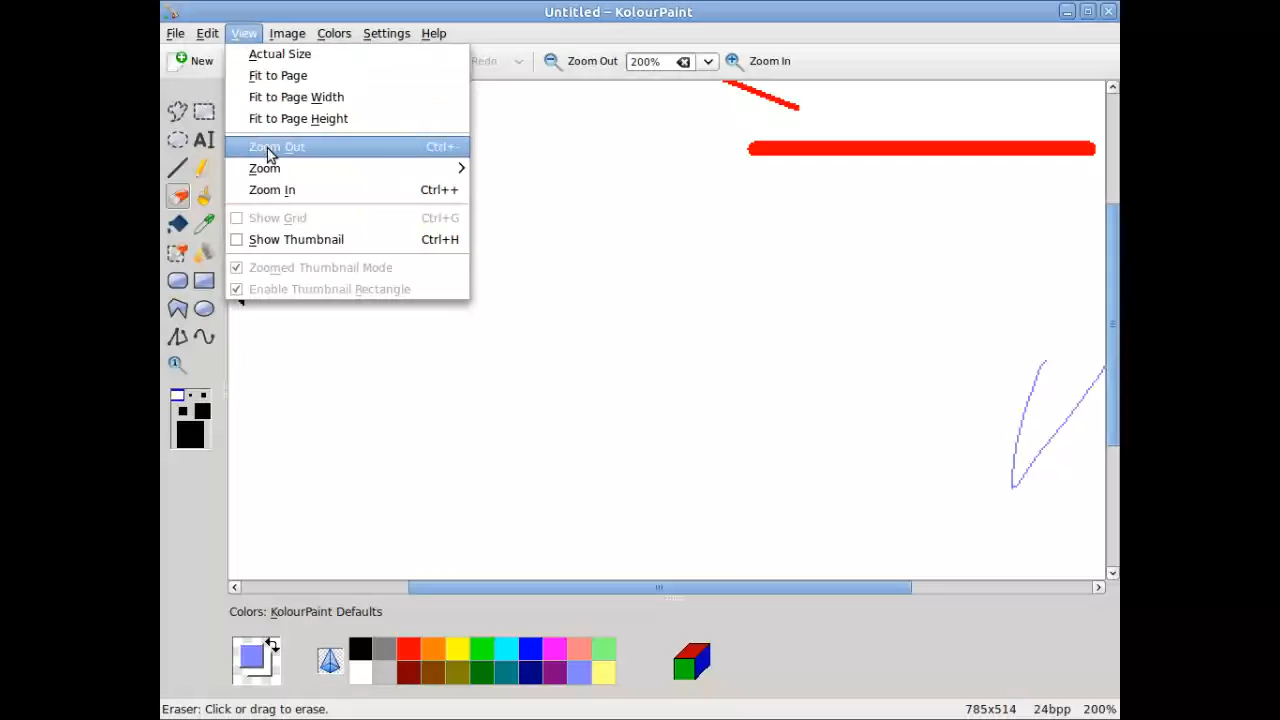 Untitled – KolourPaint
File Edit View Image Colors Settings Help
New Redo Zoom Out 200% Zoom In
Actual Size
Fit to Page
Fit to Page Width
Fit to Page Height
Zoom Out Ctrl+-
Zoom
Zoom In Ctrl++
Show Grid Ctrl+G
Show Thumbnail Ctrl+H
Zoomed Thumbnail Mode
Enable Thumbnail Rectangle
Colors: KolourPaint Defaults
Eraser: Click or drag to erase. 785x514 24bpp 200%